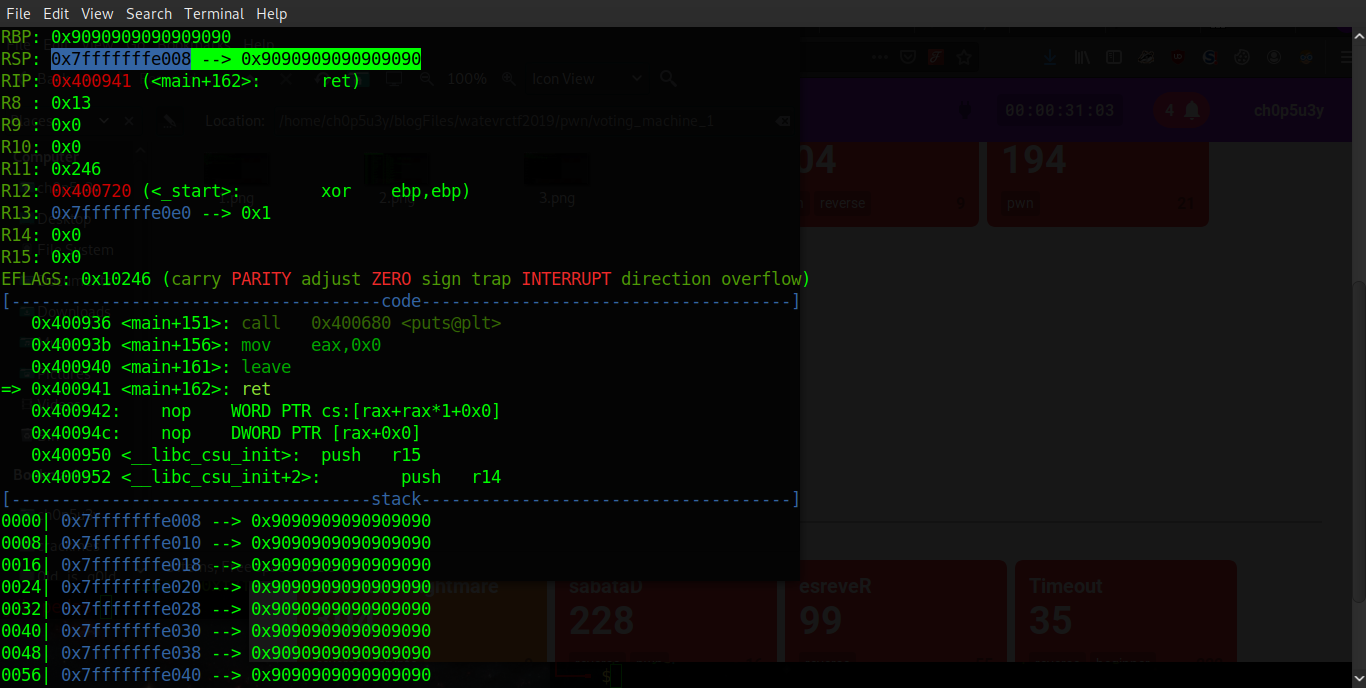 File Edit View Search Terminal Help
RBP: 0x9090909090909090
RSP: 0x7fffffffe008 --> 0x9090909090909090
RIP: 0x400941 (<main+162>: ret)
R8 : 0x13
R9 : 0x0
R10: 0x0
R11: 0x246
R12: 0x400720 (<_start>: xor ebp,ebp)
R13: 0x7fffffffe0e0 --> 0x1
R14: 0x0
R15: 0x0
EFLAGS: 0x10246 (carry PARITY adjust ZERO sign trap INTERRUPT direction overflow)
[-------------------------------------code-------------------------------------]
0x400936 <main+151>: call 0x400680 <puts@plt>
0x40093b <main+156>: mov eax,0x0
0x400940 <main+161>: leave
=> 0x400941 <main+162>: ret
0x400942: nop WORD PTR cs:[rax+rax*1+0x0]
0x40094c: nop DWORD PTR [rax+0x0]
0x400950 <__libc_csu_init>: push r15
0x400952 <__libc_csu_init+2>: push r14
[------------------------------------stack-------------------------------------]
0000| 0x7fffffffe008 --> 0x9090909090909090
0008| 0x7fffffffe010 --> 0x9090909090909090
0016| 0x7fffffffe018 --> 0x9090909090909090
0024| 0x7fffffffe020 --> 0x9090909090909090
0032| 0x7fffffffe028 --> 0x9090909090909090
0040| 0x7fffffffe030 --> 0x9090909090909090
0048| 0x7fffffffe038 --> 0x9090909090909090
0056| 0x7fffffffe040 --> 0x9090909090909090
100% Icon View
Location: /home/ch0p5u3y/blogFiles/watevrctf2019/pwn/voting_machine_1
2.png 3.png
00:00:31:03 4 ch0p5u3y
04 194
reverse pwn
sabataD esreveR Timeout
228 99 35